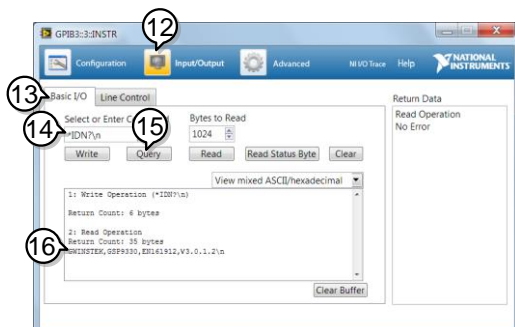 GPIB3::3::INSTR
12
Configuration Input/Output Advanced NI I/O Trace Help NATIONAL INSTRUMENTS
13
Basic I/O Line Control
Return Data
15
Select or Enter C Bytes to Read
Read Operation
No Error
14
*IDN?\n 1024
Write Query Read Read Status Byte Clear
View mixed ASCII/hexadecimal
1: Write Operation (*IDN?\n)
Return Count: 6 bytes
2: Read Operation
Return Count: 35 bytes
16
GWINSTEK,GSP9330,EN161912,V3.0.1.2\n
Clear Buffer